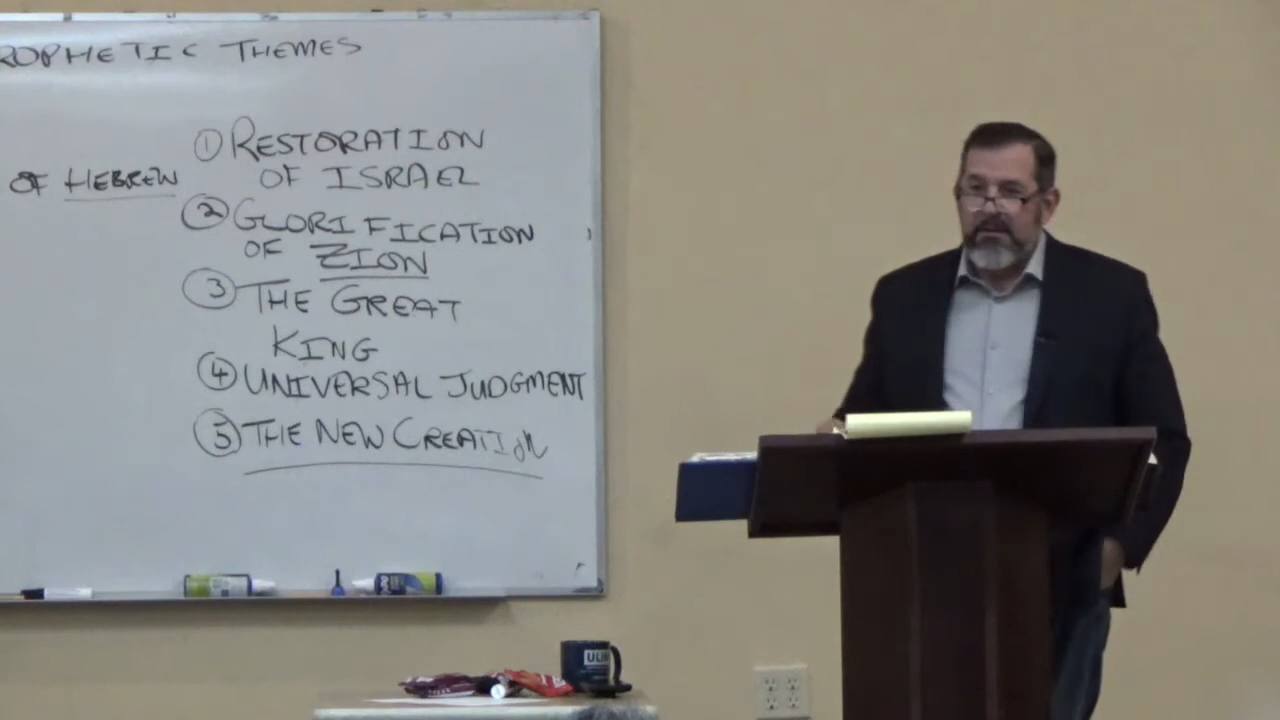 ROPHETIC THEMES
① RESTORATION
OF ISRAEL
OF HEBREW
② GLORIFICATION
OF ZION
③ THE GREAT
KING
④ UNIVERSAL JUDGMENT
⑤ THE NEW CREATION